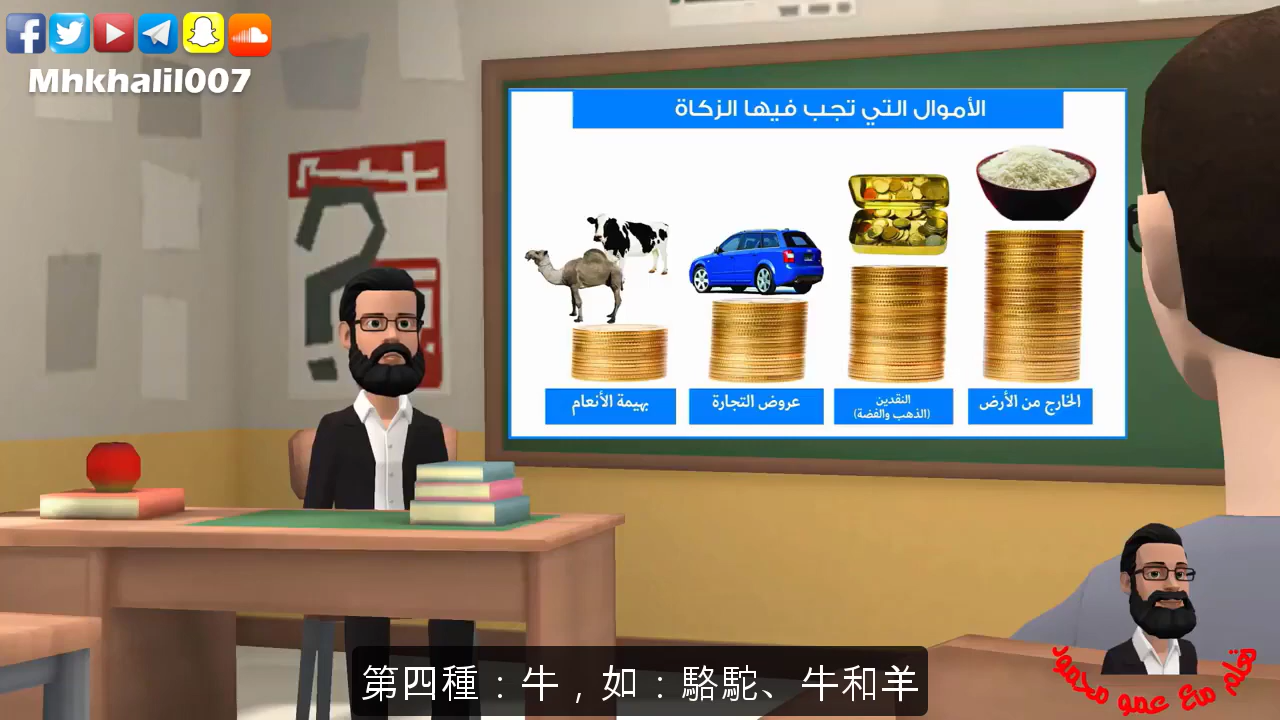 Mhkhalil007
الأموال التي تجب فيها الزكاة
بهيمة الأنعام
عروض التجارة
النقدين
(الذهب والفضة)
الخارج من الأرض
第四種：牛，如：駱駝、牛和羊
تعلم مع عمو محمود